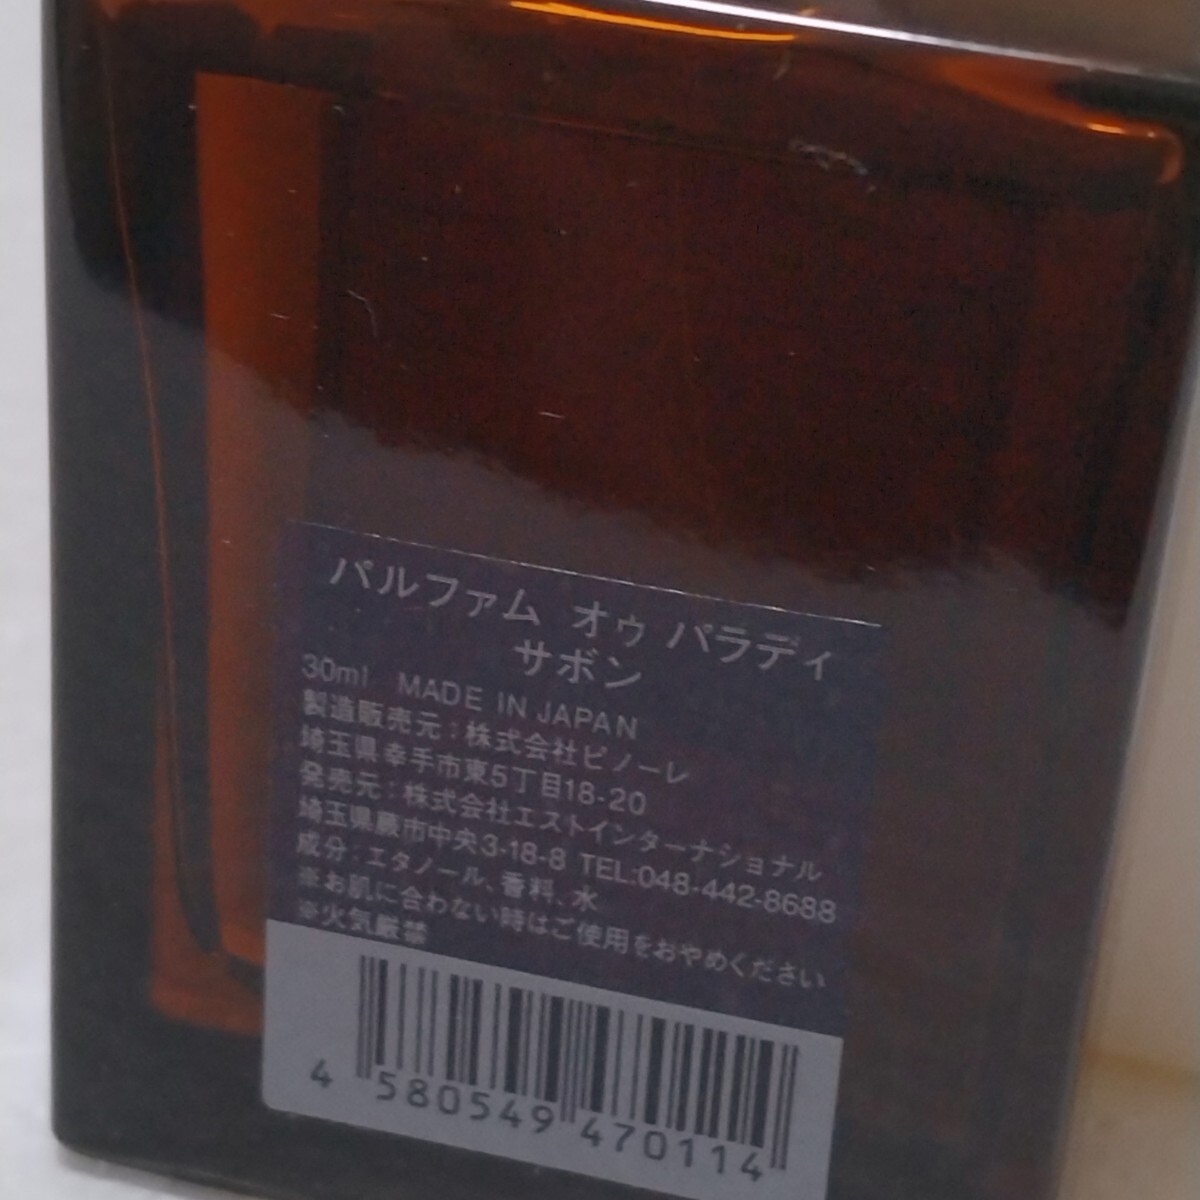 パルファム オゥ パラディ
サボン
30ml MADE IN JAPAN
製造販売元:株式会社ピノーレ
埼玉県幸手市東5丁目18-20
発売元:株式会社エストインターナショナル
埼玉県蕨市中央3-18-8 TEL:048-442-8688
成分:エタノール、香料、水
※お肌に合わない時はご使用をおやめください
※火気厳禁
4 580549 470114